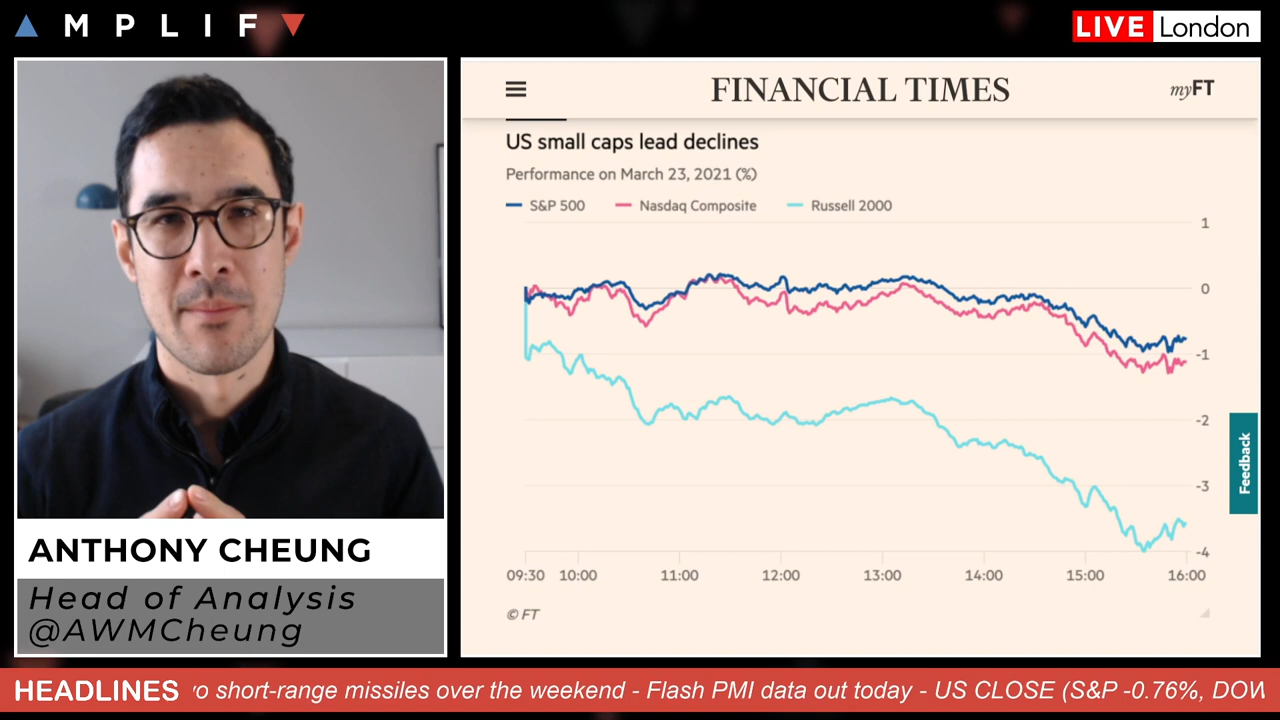 ▲ M P L I F ▼
LIVE London
FINANCIAL TIMES
myFT
US small caps lead declines
Performance on March 23, 2021 (%)
S&P 500 Nasdaq Composite Russell 2000
1
0
-1
-2
-3
-4
09:30 10:00 11:00 12:00 13:00 14:00 15:00 16:00
© FT
Feedback
ANTHONY CHEUNG
Head of Analysis
@AWMCheung
HEADLINES short-range missiles over the weekend - Flash PMI data out today - US CLOSE (S&P -0.76%,